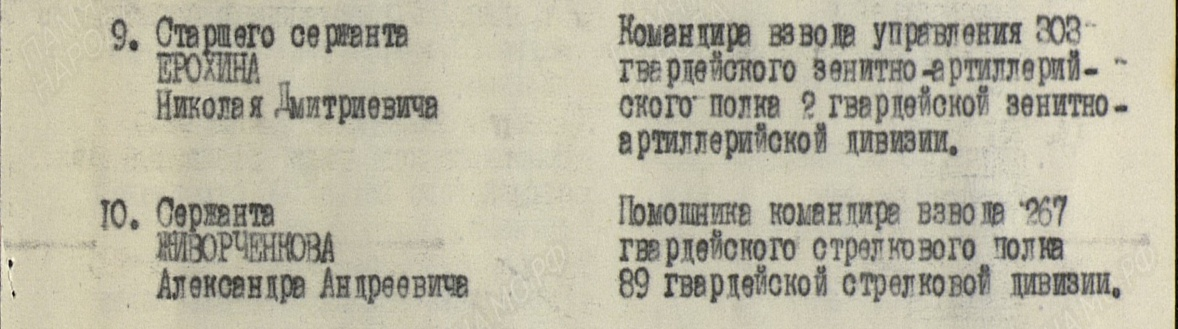 9. Старшего сержанта
ЕРОХИНА
Николая Дмитриевича
Командира взвода управления 303
гвардейского зенитно-артиллерий-
ского полка 2 гвардейской зенитно-
артиллерийской дивизии.
10. Сержанта
ЖИВОРЧЕНКОВА
Александра Андреевича
Помошника командира взвода 267
гвардейского стрелкового полка
89 гвардейской стрелковой дивизии.